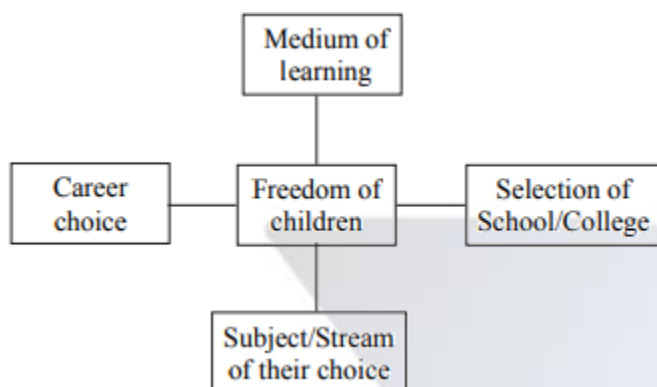 Medium of
learning
Career
choice
Freedom of
children
Selection of
School/College
Subject/Stream
of their choice